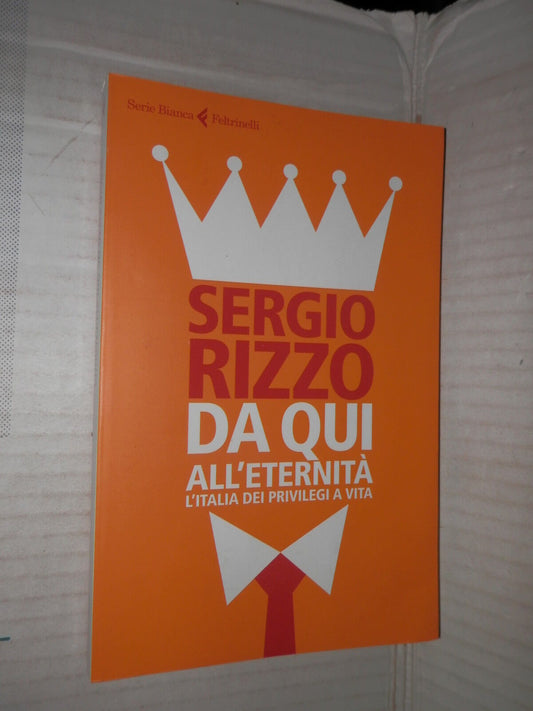 Serie Bianca Feltrinelli
SERGIO
RIZZO
DA QUI
ALL'ETERNITÀ
L'ITALIA DEI PRIVILEGI A VITA